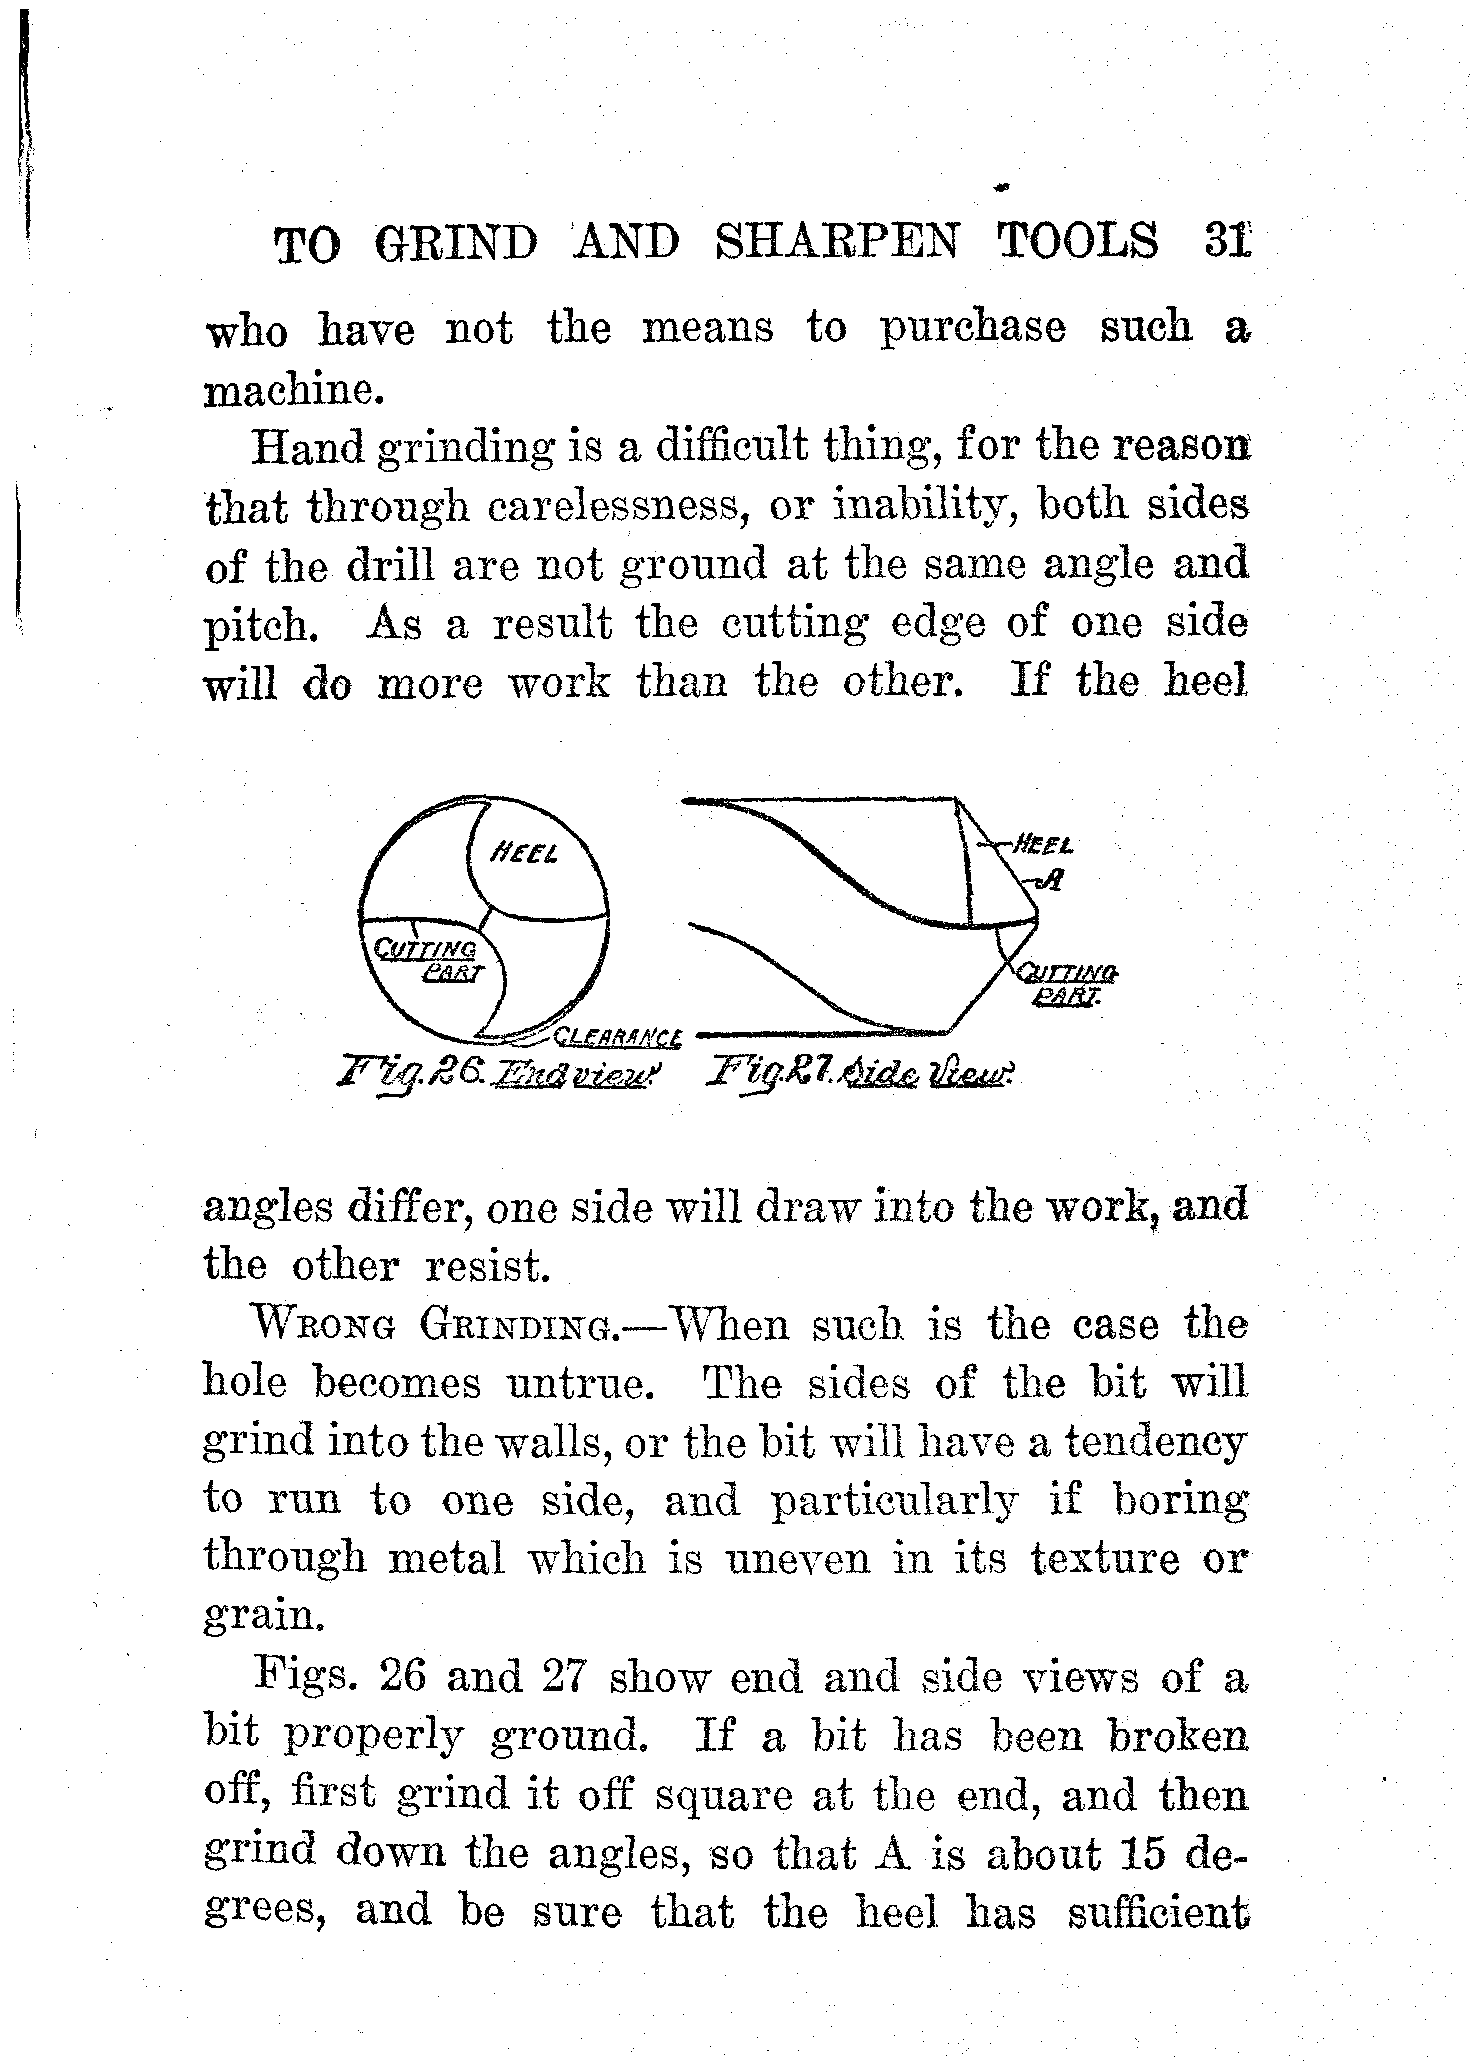 TO GRIND AND SHARPEN TOOLS 31
who have not the means to purchase such a
machine.
Hand grinding is a difficult thing, for the reason
that through carelessness, or inability, both sides
of the drill are not ground at the same angle and
pitch. As a result the cutting edge of one side
will do more work than the other. If the heel
HEEL
CUTTING
PART
CLEARANCE
Fig. 26. End view.
HEEL
A
CUTTING
PART.
Fig. 27. Side View.
angles differ, one side will draw into the work, and
the other resist.
WRONG GRINDING.—When such is the case the
hole becomes untrue. The sides of the bit will
grind into the walls, or the bit will have a tendency
to run to one side, and particularly if boring
through metal which is uneven in its texture or
grain.
Figs. 26 and 27 show end and side views of a
bit properly ground. If a bit has been broken
off, first grind it off square at the end, and then
grind down the angles, so that A is about 15 de-
grees, and be sure that the heel has sufficient